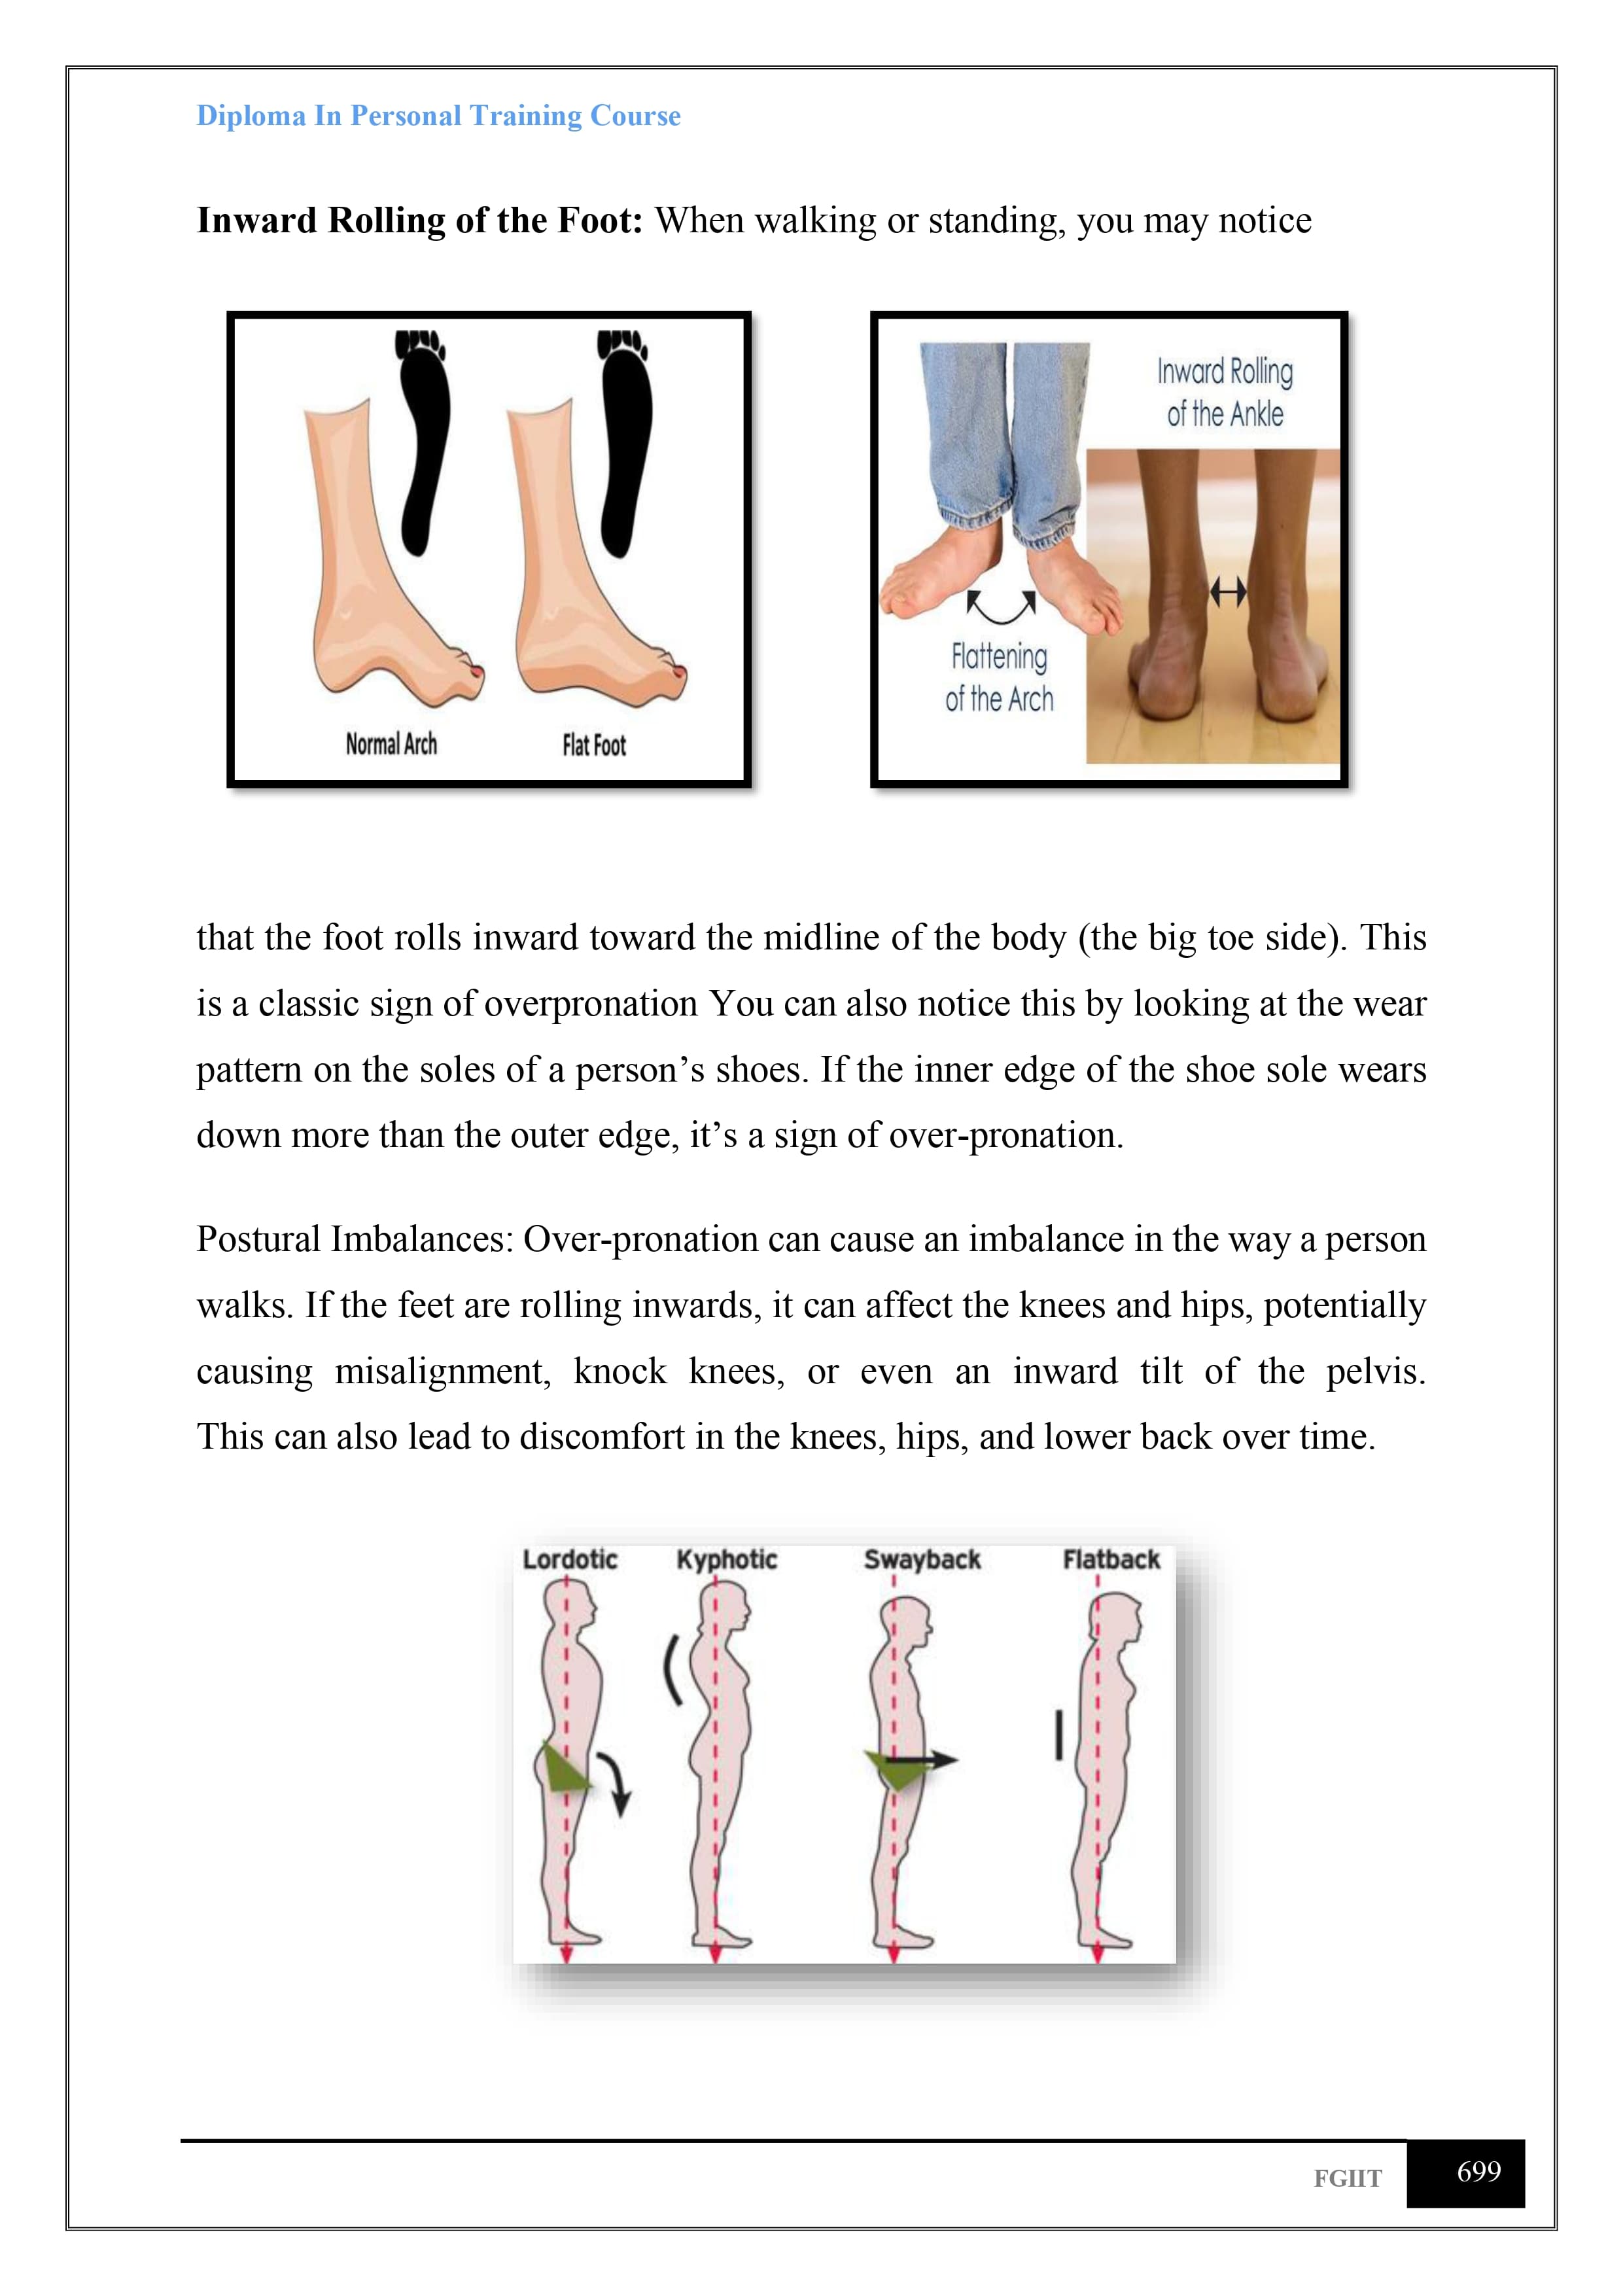 Diploma In Personal Training Course
Inward Rolling of the Foot: When walking or standing, you may notice
Normal Arch
Flat Foot
Inward Rolling
of the Ankle
Flattening
of the Arch
that the foot rolls inward toward the midline of the body (the big toe side). This
is a classic sign of overpronation You can also notice this by looking at the wear
pattern on the soles of a person’s shoes. If the inner edge of the shoe sole wears
down more than the outer edge, it’s a sign of over-pronation.
Postural Imbalances: Over-pronation can cause an imbalance in the way a person
walks. If the feet are rolling inwards, it can affect the knees and hips, potentially
causing misalignment, knock knees, or even an inward tilt of the pelvis.
This can also lead to discomfort in the knees, hips, and lower back over time.
Lordotic Kyphotic Swayback Flatback
FGIIT 699